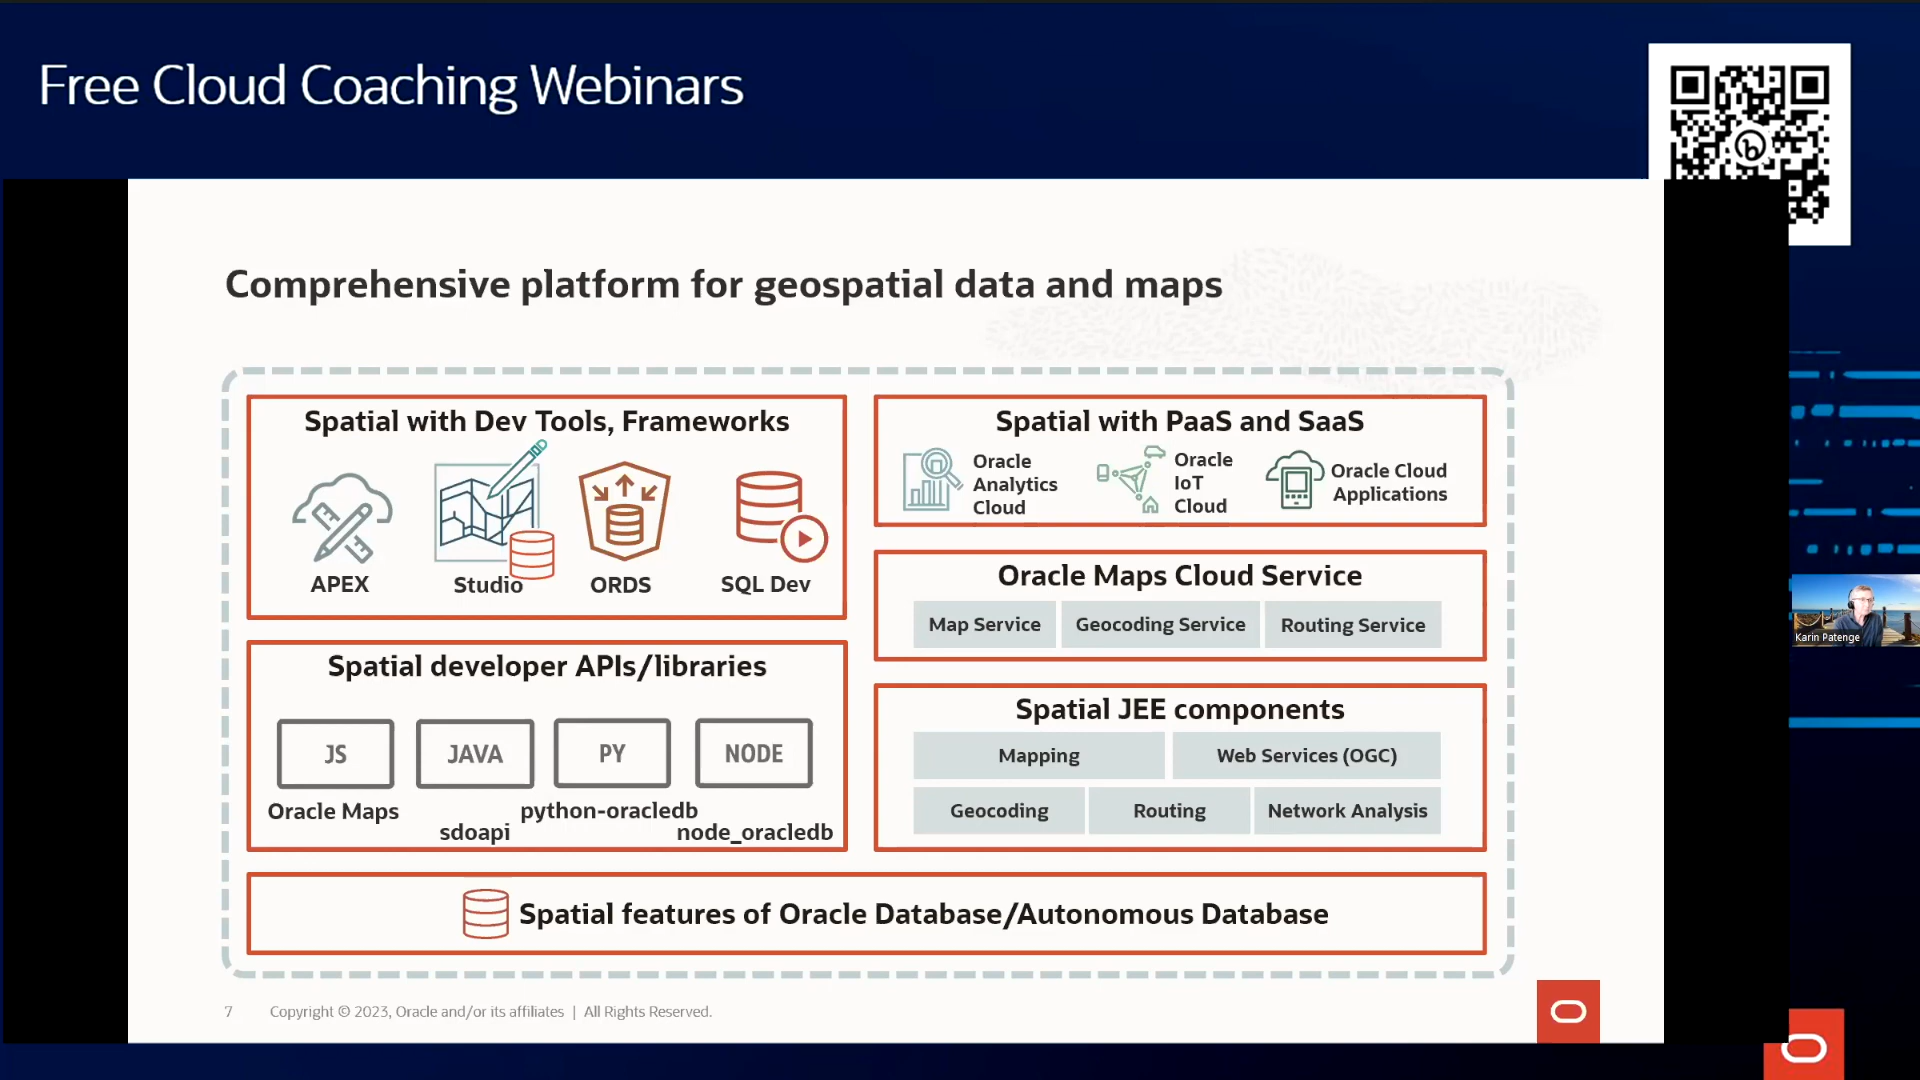 Free Cloud Coaching Webinars
Comprehensive platform for geospatial data and maps
Spatial with Dev Tools, Frameworks
APEX
Studio
ORDS
SQL Dev
Spatial with PaaS and SaaS
Oracle
Analytics
Cloud
Oracle
IoT
Cloud
Oracle Cloud
Applications
Oracle Maps Cloud Service
Map Service
Geocoding Service
Routing Service
Spatial developer APIs/libraries
JS
JAVA
PY
NODE
Oracle Maps
sdoapi
python-oracledb
node_oracledb
Spatial JEE components
Mapping
Web Services (OGC)
Geocoding
Routing
Network Analysis
Spatial features of Oracle Database/Autonomous Database
7
Copyright © 2023, Oracle and/or its affiliates | All Rights Reserved.
Karin Patenge